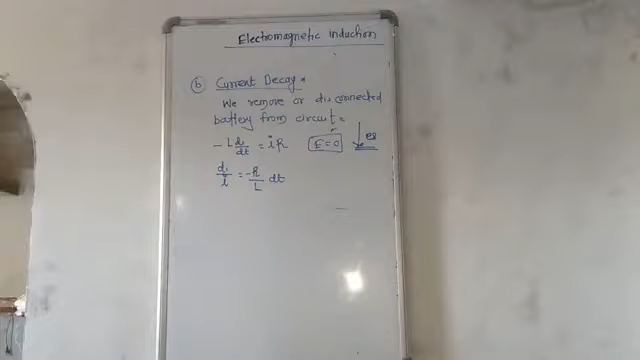 Electromagnetic Induction
(b) Current Decay:
We remove or disconnected
battery from circuit =
- L di/dt = iR E=0
di/i = -R/L dt